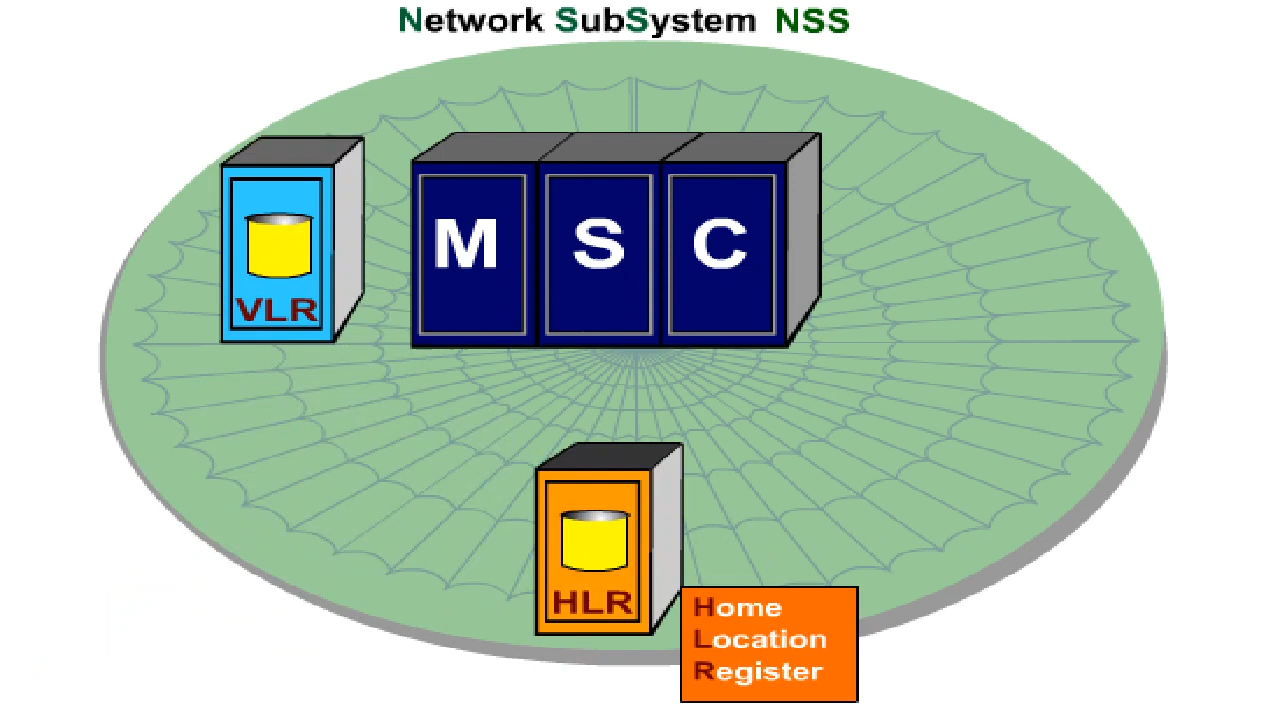 Network SubSystem NSS
VLR
M S C
HLR
Home
Location
Register